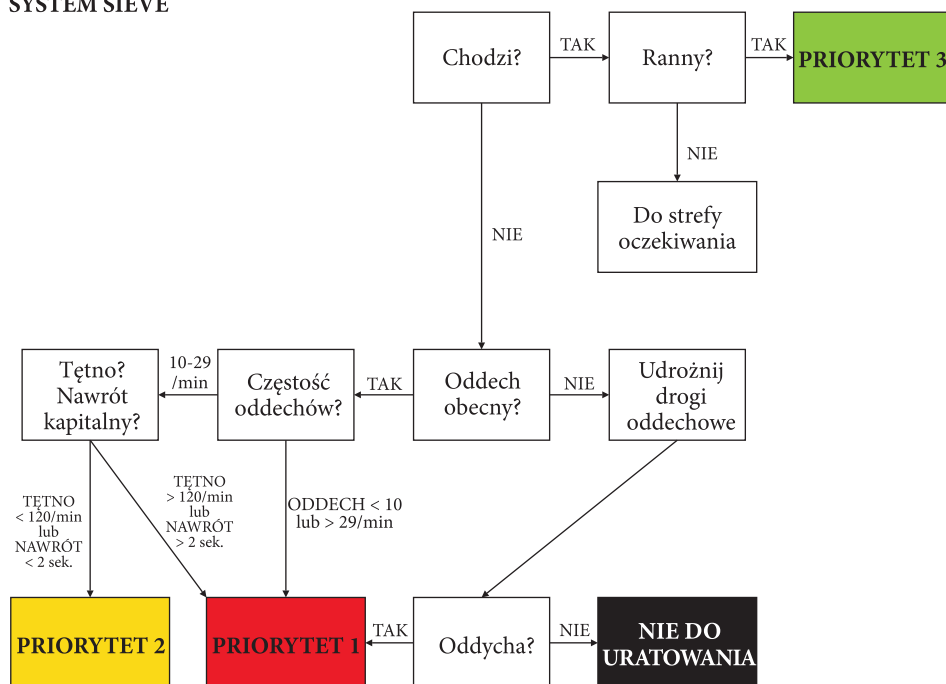 SYSTEM SIEVE
Chodzi?
TAK
Ranny?
TAK
PRIORYTET 3
NIE
Do strefy
oczekiwania
NIE
Tętno?
Nawrót
kapitalny?
10-29
/min
Częstość
oddechów?
TAK
Oddech
obecny?
NIE
Udrożnij
drogi
oddechowe
TĘTNO
< 120/min
lub
NAWRÓT
< 2 sek.
TĘTNO
> 120/min
lub
NAWRÓT
> 2 sek.
ODDECH < 10
lub > 29/min
PRIORYTET 2
PRIORYTET 1
TAK
Oddycha?
NIE
NIE DO
URATOWANIA